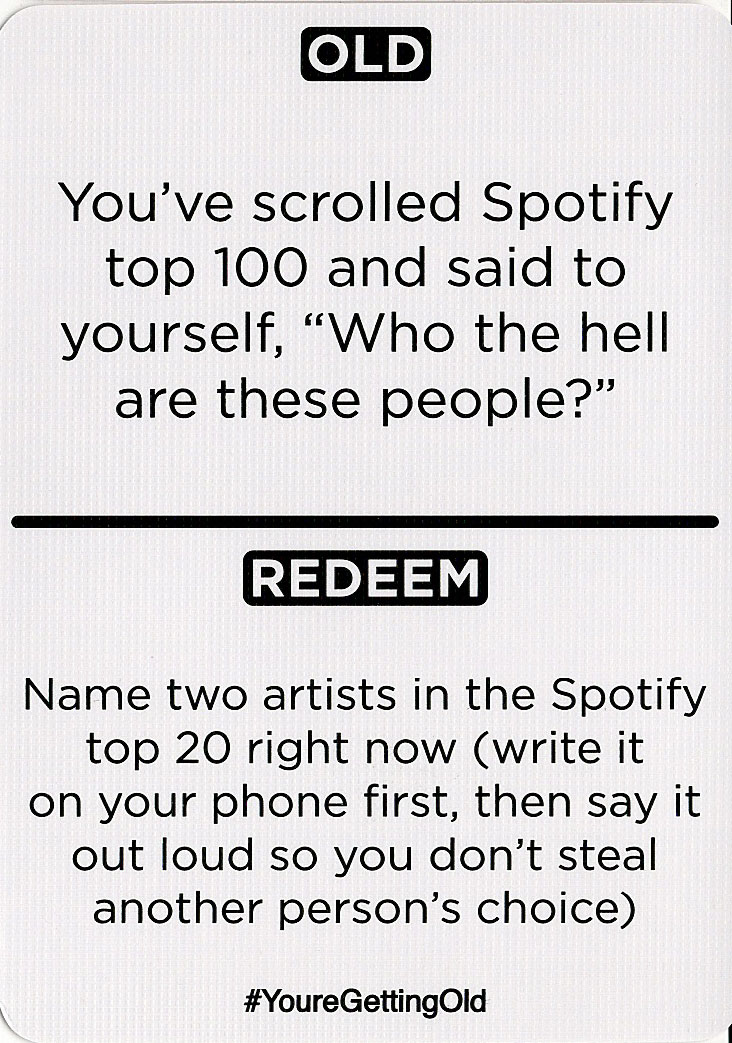 OLD
You’ve scrolled Spotify
top 100 and said to
yourself, “Who the hell
are these people?”
REDEEM
Name two artists in the Spotify
top 20 right now (write it
on your phone first, then say it
out loud so you don’t steal
another person’s choice)
#YoureGettingOld